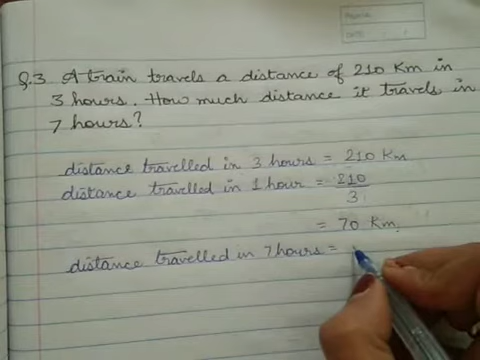 Q.3 A train travels a distance of 210 Km in
3 hours. How much distance it travels in
7 hours?
distance travelled in 3 hours = 210 Km
distance travelled in 1 hour = 210
3
= 70 Km.
distance travelled in 7 hours =